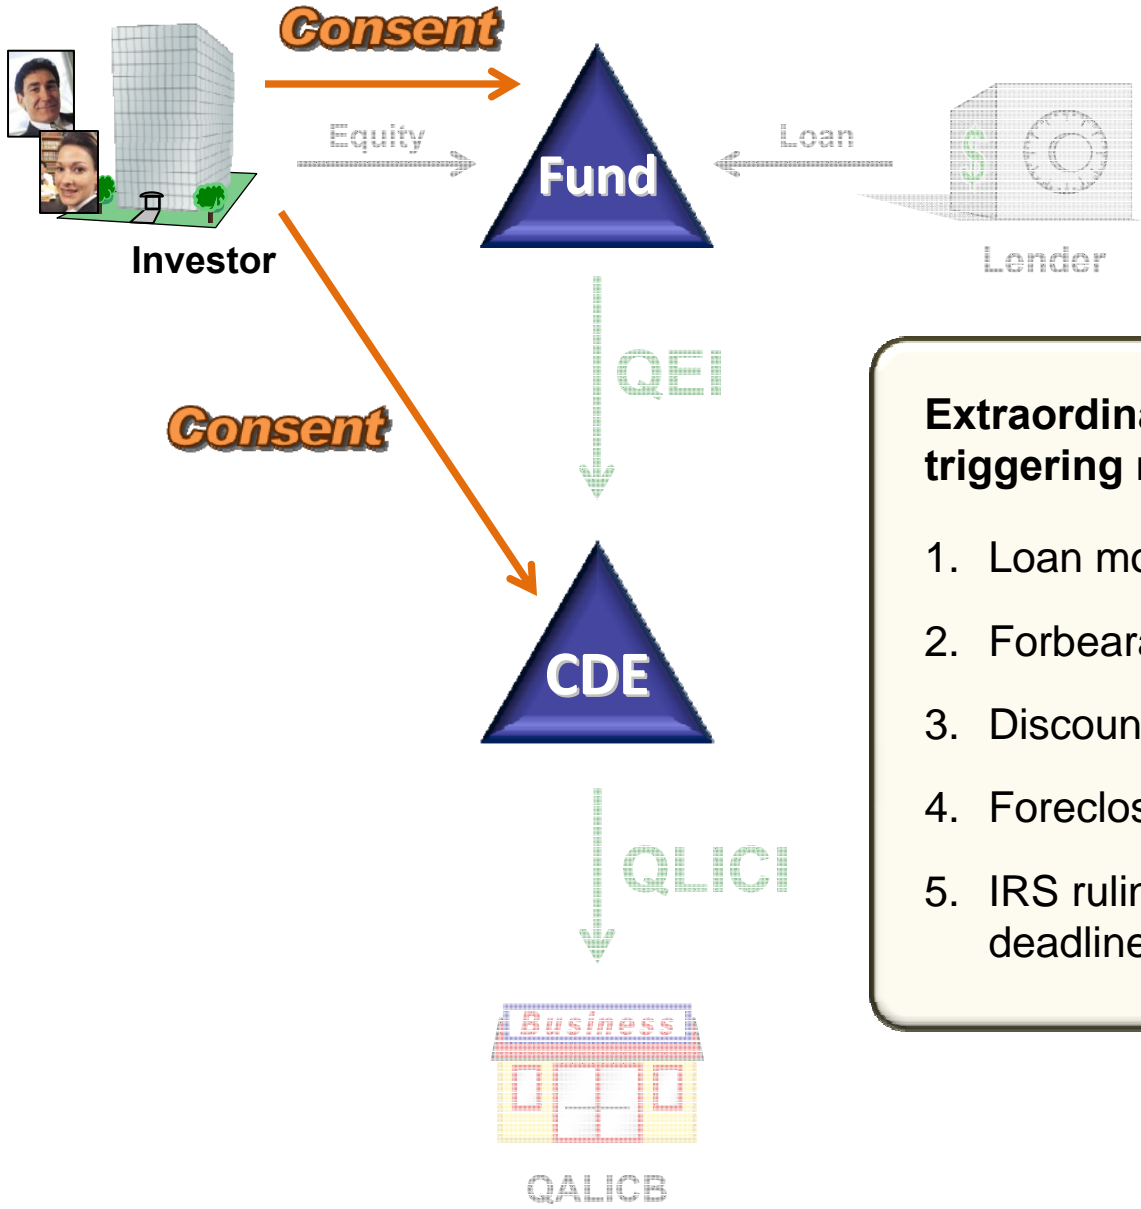 Consent
Equity
Fund
Loan
$
Investor
Lender
QEI
Consent
Extraordina
triggering r
1. Loan mo
2. Forbeara
3. Discoun
4. Foreclos
5. IRS rulin
deadline
CDE
QLICI
Business
QALICB